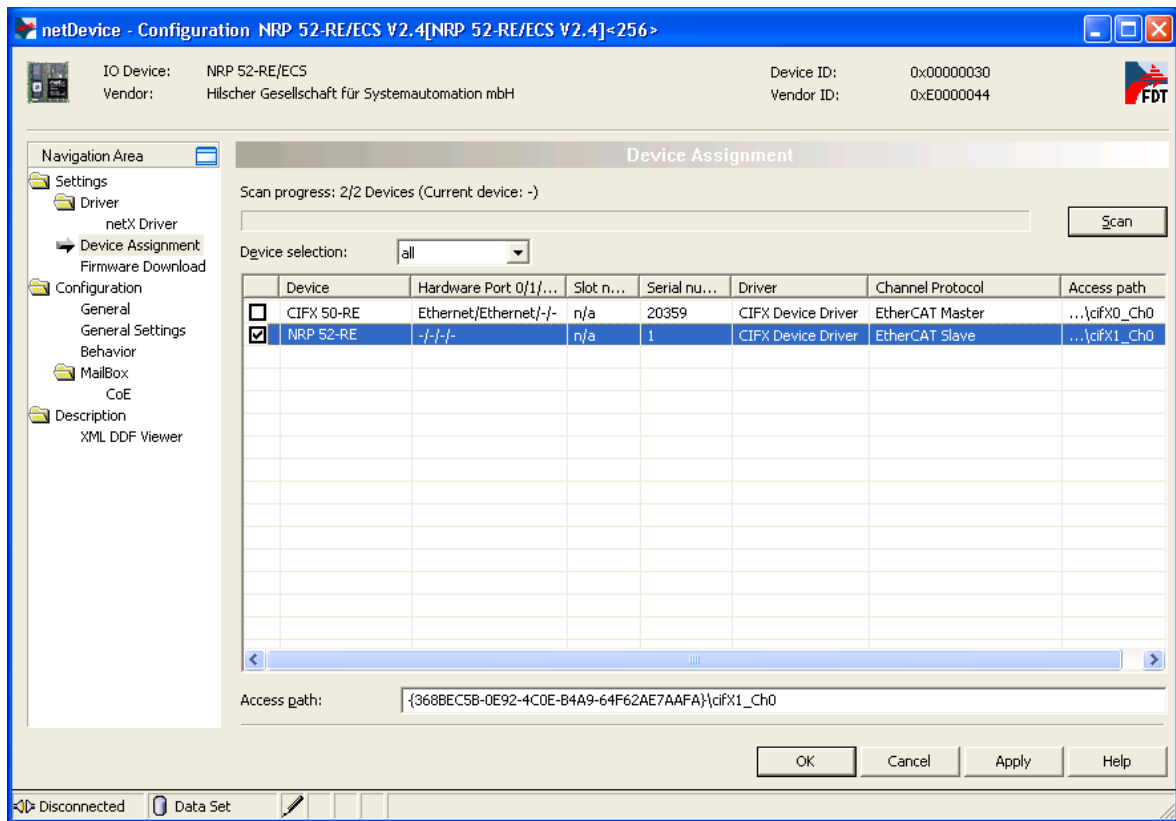 netDevice - Configuration NRP 52-RE/ECS V2.4[NRP 52-RE/ECS V2.4]<256>
IO Device: NRP 52-RE/ECS Device ID: 0x00000030
Vendor: Hilscher Gesellschaft für Systemautomation mbH Vendor ID: 0xE0000044
FDT
Navigation Area
Settings
Driver
netX Driver
Device Assignment
Firmware Download
Configuration
General
General Settings
Behavior
MailBox
CoE
Description
XML DDF Viewer
Device Assignment
Scan progress: 2/2 Devices (Current device: -)
Scan
Device selection: all
Device Hardware Port 0/1/... Slot n... Serial nu... Driver Channel Protocol Access path
CIFX 50-RE Ethernet/Ethernet/-/- n/a 20359 CIFX Device Driver EtherCAT Master ...\cifX0_Ch0
NRP 52-RE -/-/-/- n/a 1 CIFX Device Driver EtherCAT Slave ...\cifX1_Ch0
Access path: {368BEC5B-0E92-4C0E-B4A9-64F62AE7AAFA}\cifX1_Ch0
OK Cancel Apply Help
Disconnected Data Set